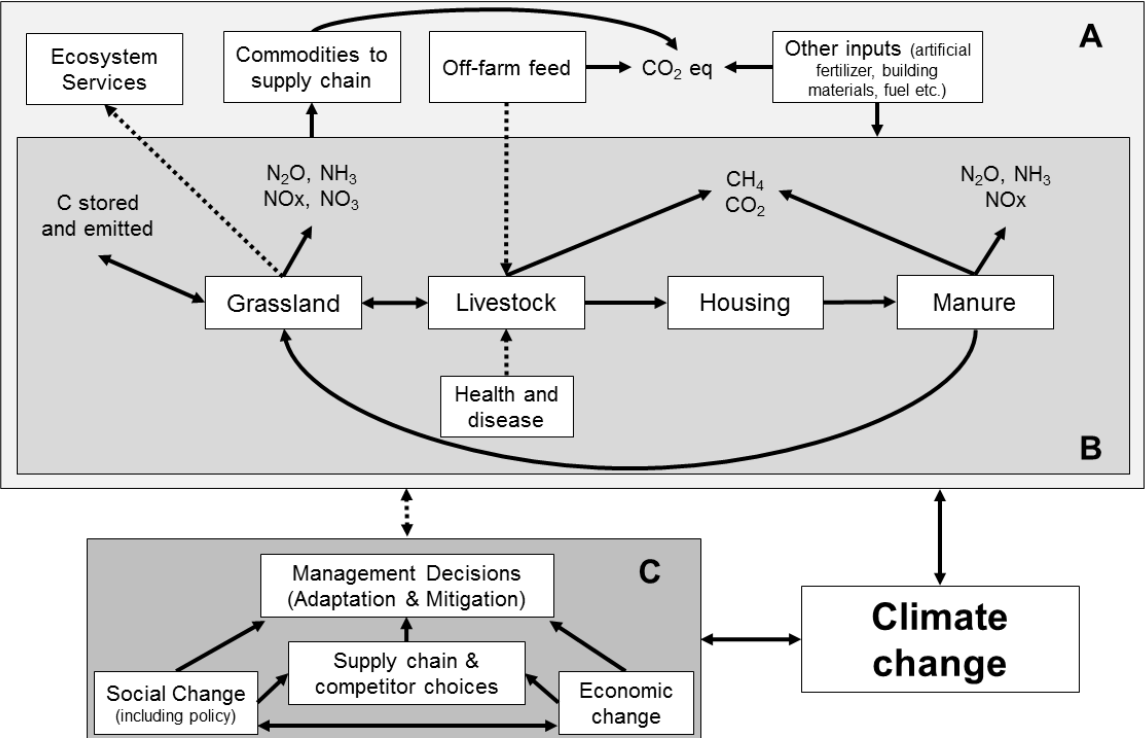 A
Ecosystem
Services
Commodities to
supply chain
Off-farm feed
CO₂ eq
Other inputs (artificial
fertilizer, building
materials, fuel etc.)
C stored
and emitted
N₂O, NH₃
NOx, NO₃
CH₄
CO₂
N₂O, NH₃
NOx
Grassland
Livestock
Housing
Manure
Health and
disease
B
C
Management Decisions
(Adaptation & Mitigation)
Supply chain &
competitor choices
Social Change
(including policy)
Economic
change
Climate
change